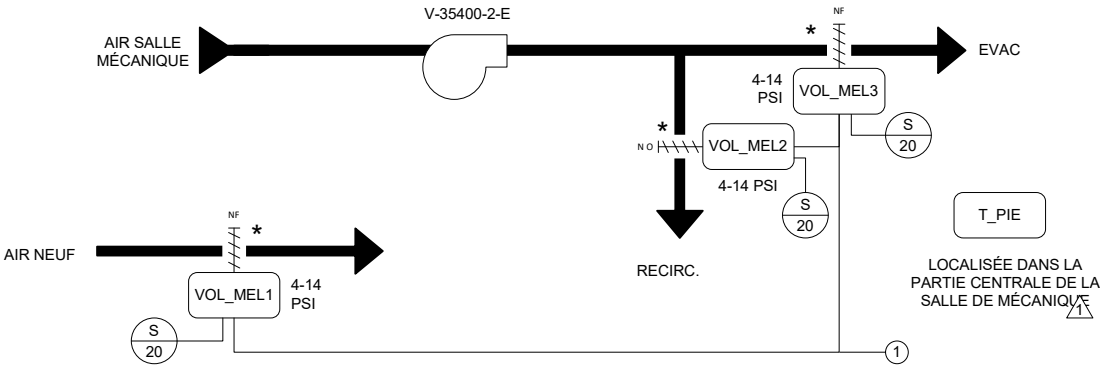 V-35400-2-E
AIR SALLE
MÉCANIQUE
*
NF
EVAC
4-14
PSI
VOL_MEL3
S
20
*
N O
VOL_MEL2
4-14 PSI
S
20
T_PIE
NF
*
AIR NEUF
RECIRC.
LOCALISÉE DANS LA
PARTIE CENTRALE DE LA
SALLE DE MÉCANIQUE
1
VOL_MEL1
4-14
PSI
S
20
1